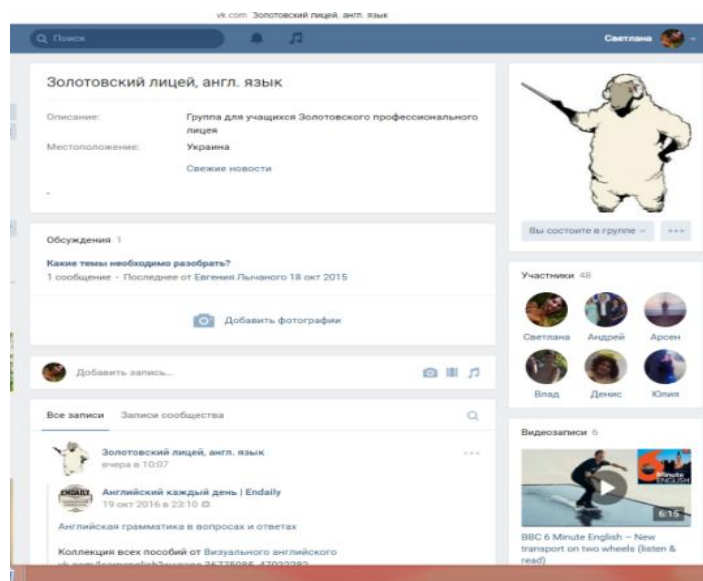 vk.com Золотовский лицей, англ. язык
Поиск
Светлана
Золотовский лицей, англ. язык
Описание: Группа для учащихся Золотовского профессионального
лицея
Местоположение: Украина
Свежие новости
-
Вы состоите в группе
Обсуждения 1
Какие темы необходимо разобрать?
1 сообщение - Последнее от Евгения Лычаного 18 окт 2015
Добавить фотографии
Участники 48
Светлана Андрей Арсен
Влад Денис Юлия
Добавить запись...
Все записи Записи сообщества
Золотовский лицей, англ. язык
вчера в 10:07
ENDAILY
Английский каждый день | Endaily
19 окт 2016 в 23:10
Английская грамматика в вопросах и ответах
Коллекция всех пособий от Визуального английского
Видеозаписи 6
6 Minute
ENGLISH
6:15
BBC 6 Minute English – New
transport on two wheels (listen &
read)